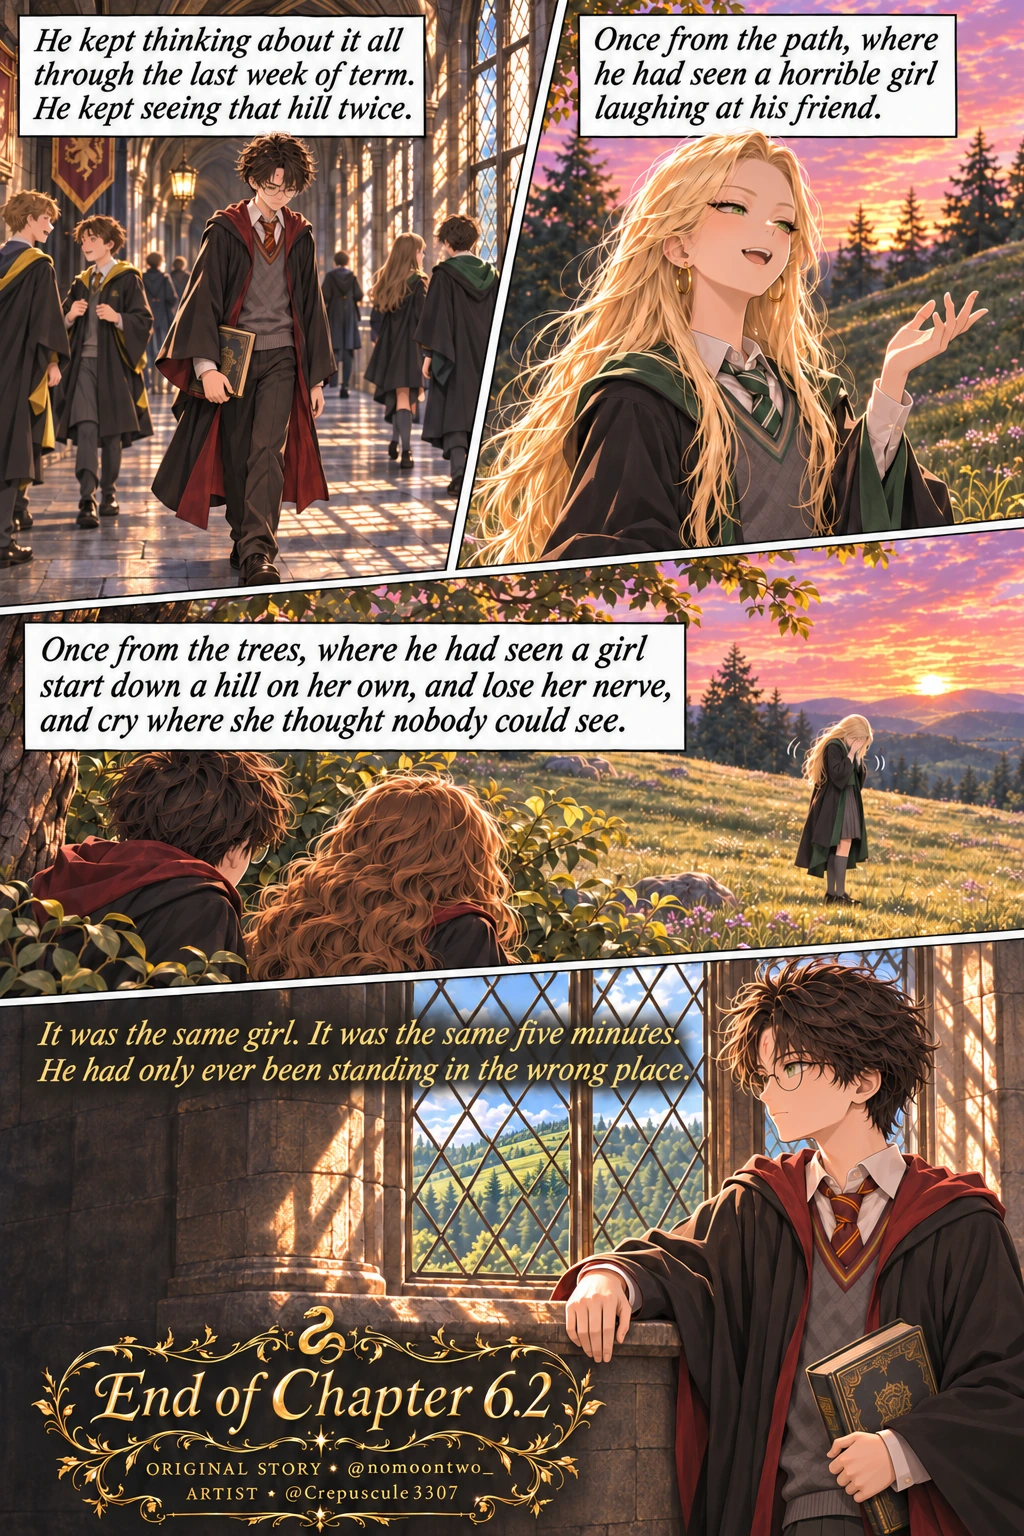 He kept thinking about it all
through the last week of term.
He kept seeing that hill twice.
Once from the path, where
he had seen a horrible girl
laughing at his friend.
Once from the trees, where he had seen a girl
start down a hill on her own, and lose her nerve,
and cry where she thought nobody could see.
It was the same girl. It was the same five minutes.
He had only ever been standing in the wrong place.
End of Chapter 6.2
ORIGINAL STORY ✦ @nomoontwo_
ARTIST ✦ @Crepuscule3307